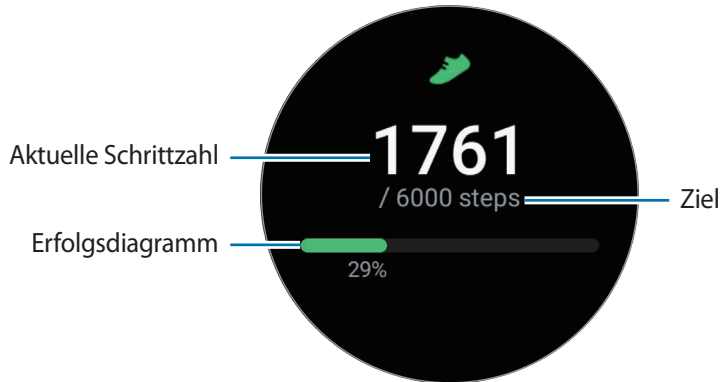 1761
Aktuelle Schrittzahl
/ 6000 steps
Ziel
Erfolgsdiagramm
29%